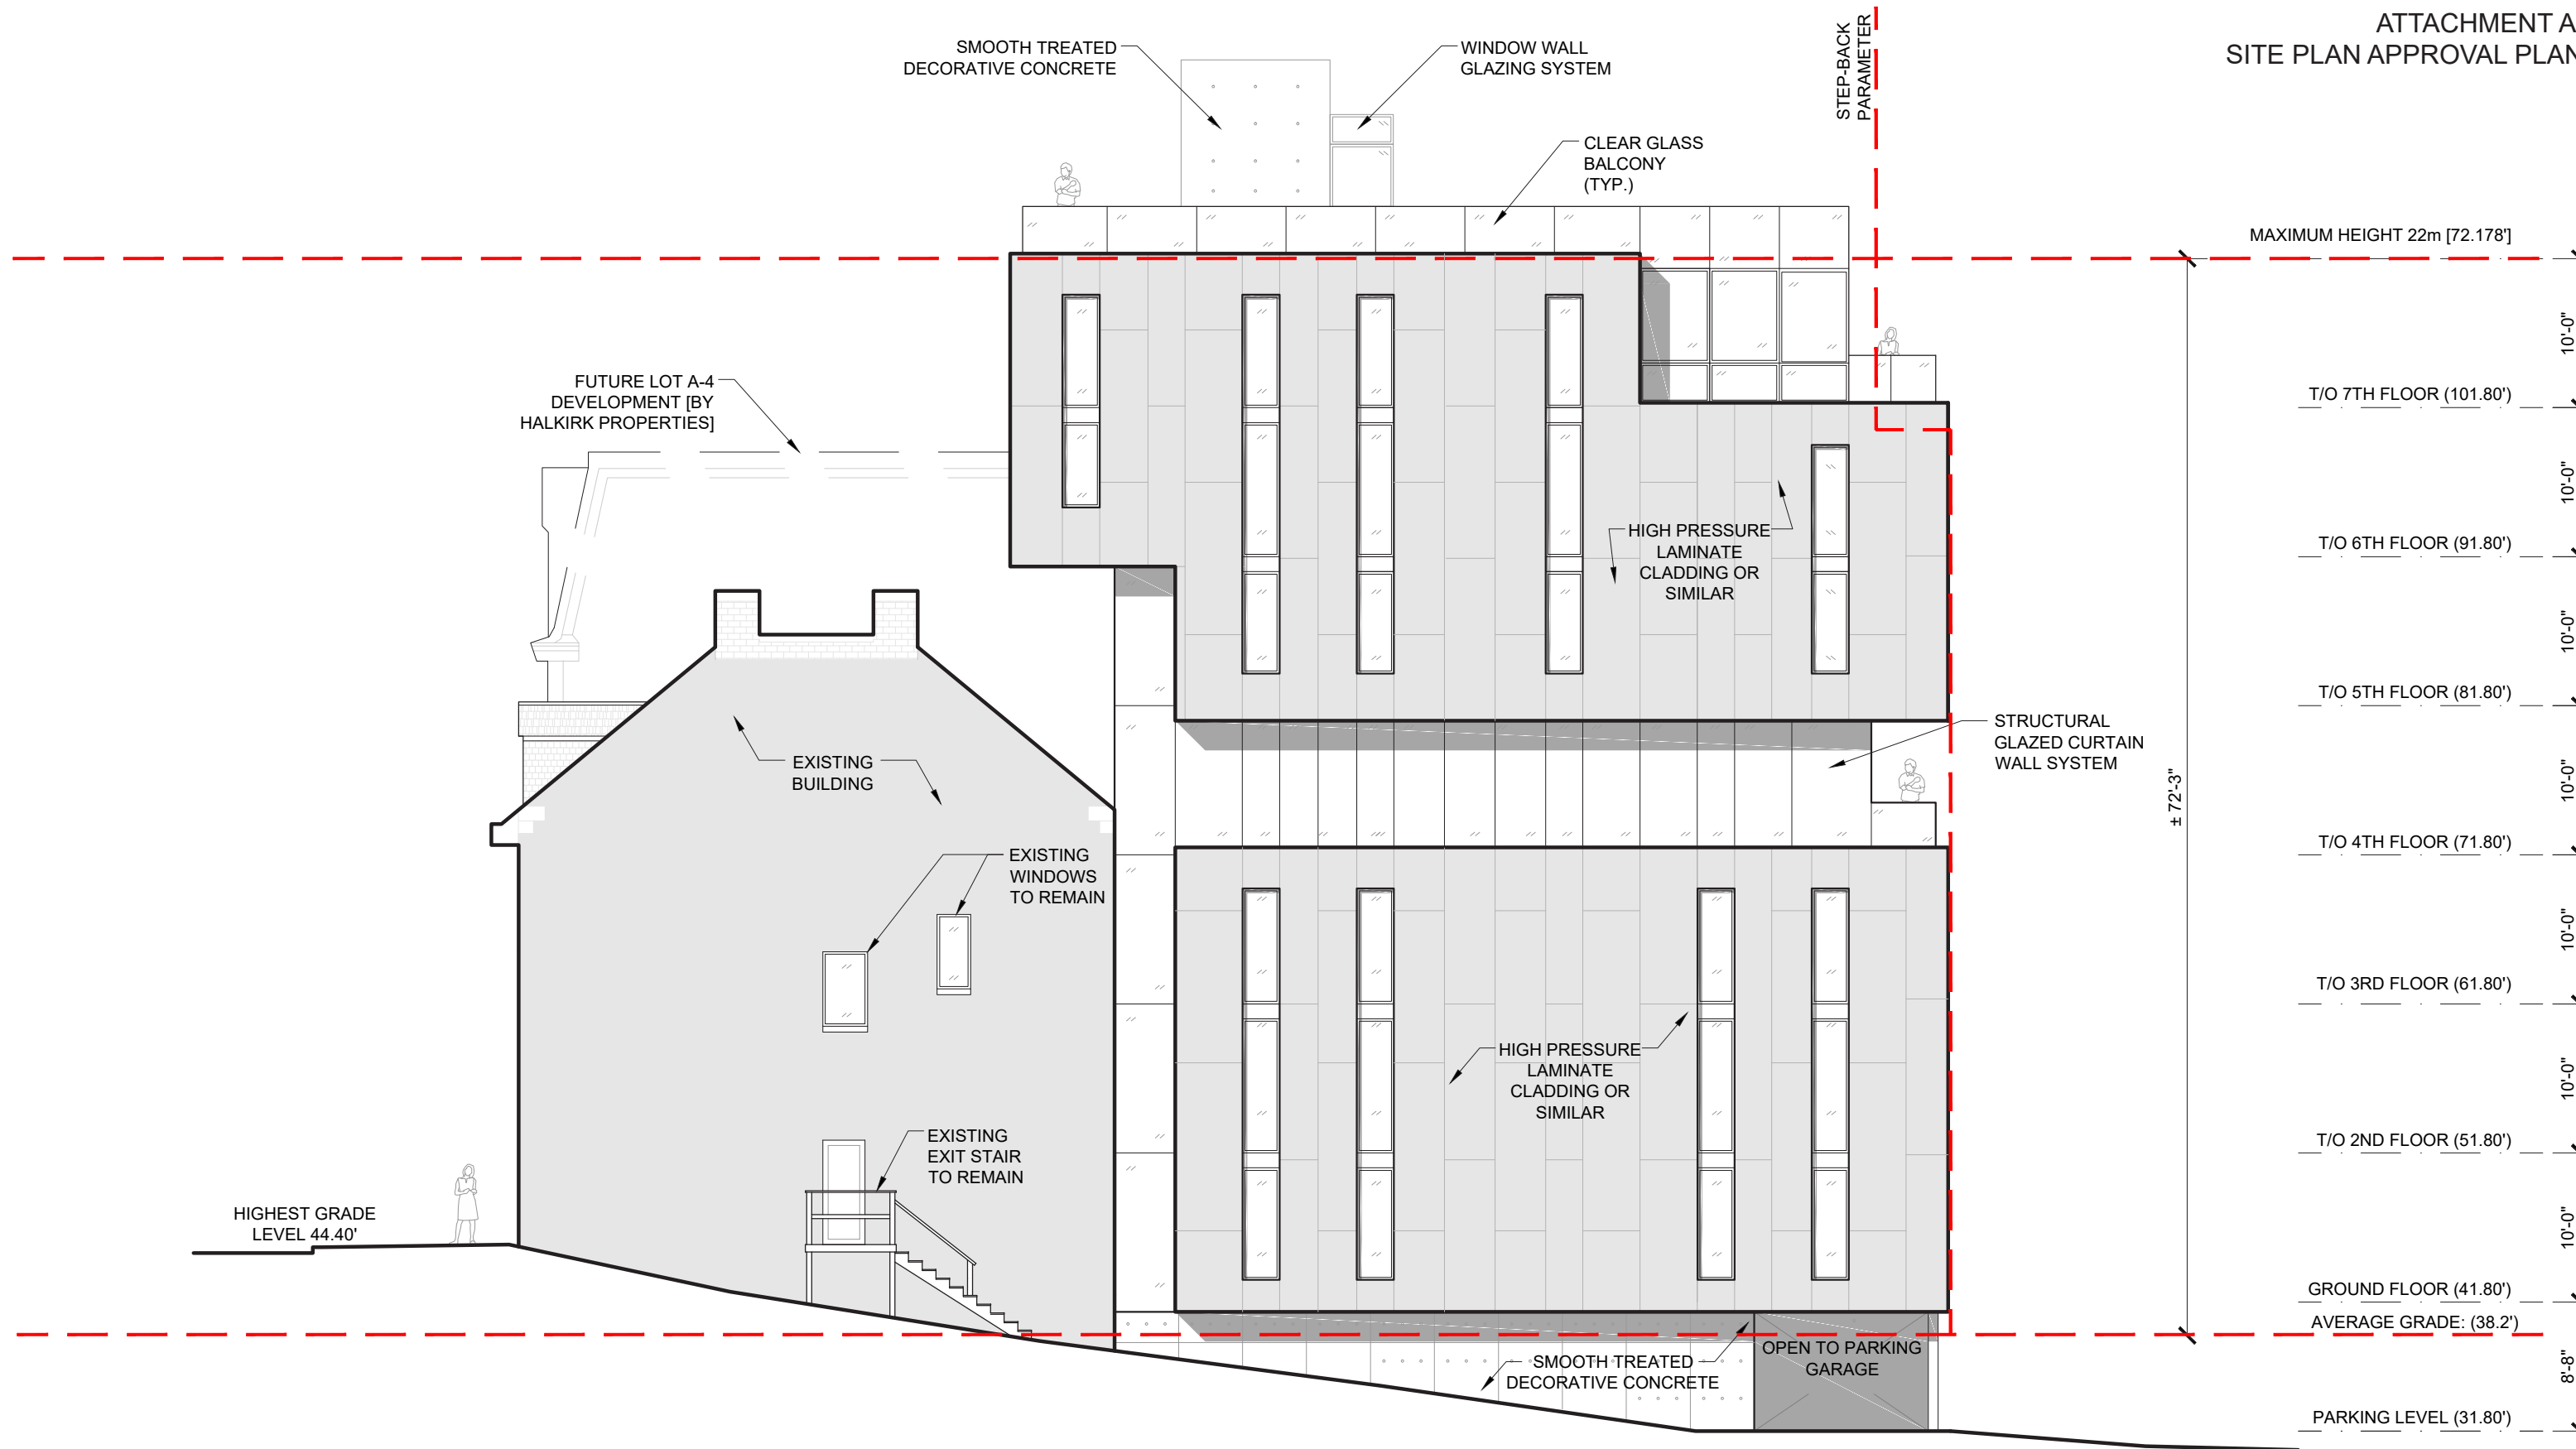 ATTACHMENT A
SITE PLAN APPROVAL PLAN
STEP-BACK
PARAMETER
SMOOTH TREATED
DECORATIVE CONCRETE
WINDOW WALL
GLAZING SYSTEM
CLEAR GLASS
BALCONY
(TYP.)
MAXIMUM HEIGHT 22m [72.178']
10'-0"
FUTURE LOT A-4
DEVELOPMENT [BY
HALKIRK PROPERTIES]
T/O 7TH FLOOR (101.80')
10'-0"
HIGH PRESSURE
LAMINATE
CLADDING OR
SIMILAR
T/O 6TH FLOOR (91.80')
10'-0"
T/O 5TH FLOOR (81.80')
STRUCTURAL
GLAZED CURTAIN
WALL SYSTEM
EXISTING
BUILDING
± 72'-3"
10'-0"
T/O 4TH FLOOR (71.80')
EXISTING
WINDOWS
TO REMAIN
10'-0"
T/O 3RD FLOOR (61.80')
HIGH PRESSURE
LAMINATE
CLADDING OR
SIMILAR
10'-0"
EXISTING
EXIT STAIR
TO REMAIN
T/O 2ND FLOOR (51.80')
HIGHEST GRADE
LEVEL 44.40'
10'-0"
GROUND FLOOR (41.80')
AVERAGE GRADE: (38.2')
OPEN TO PARKING
GARAGE
SMOOTH TREATED
DECORATIVE CONCRETE
8'-8"
PARKING LEVEL (31.80')